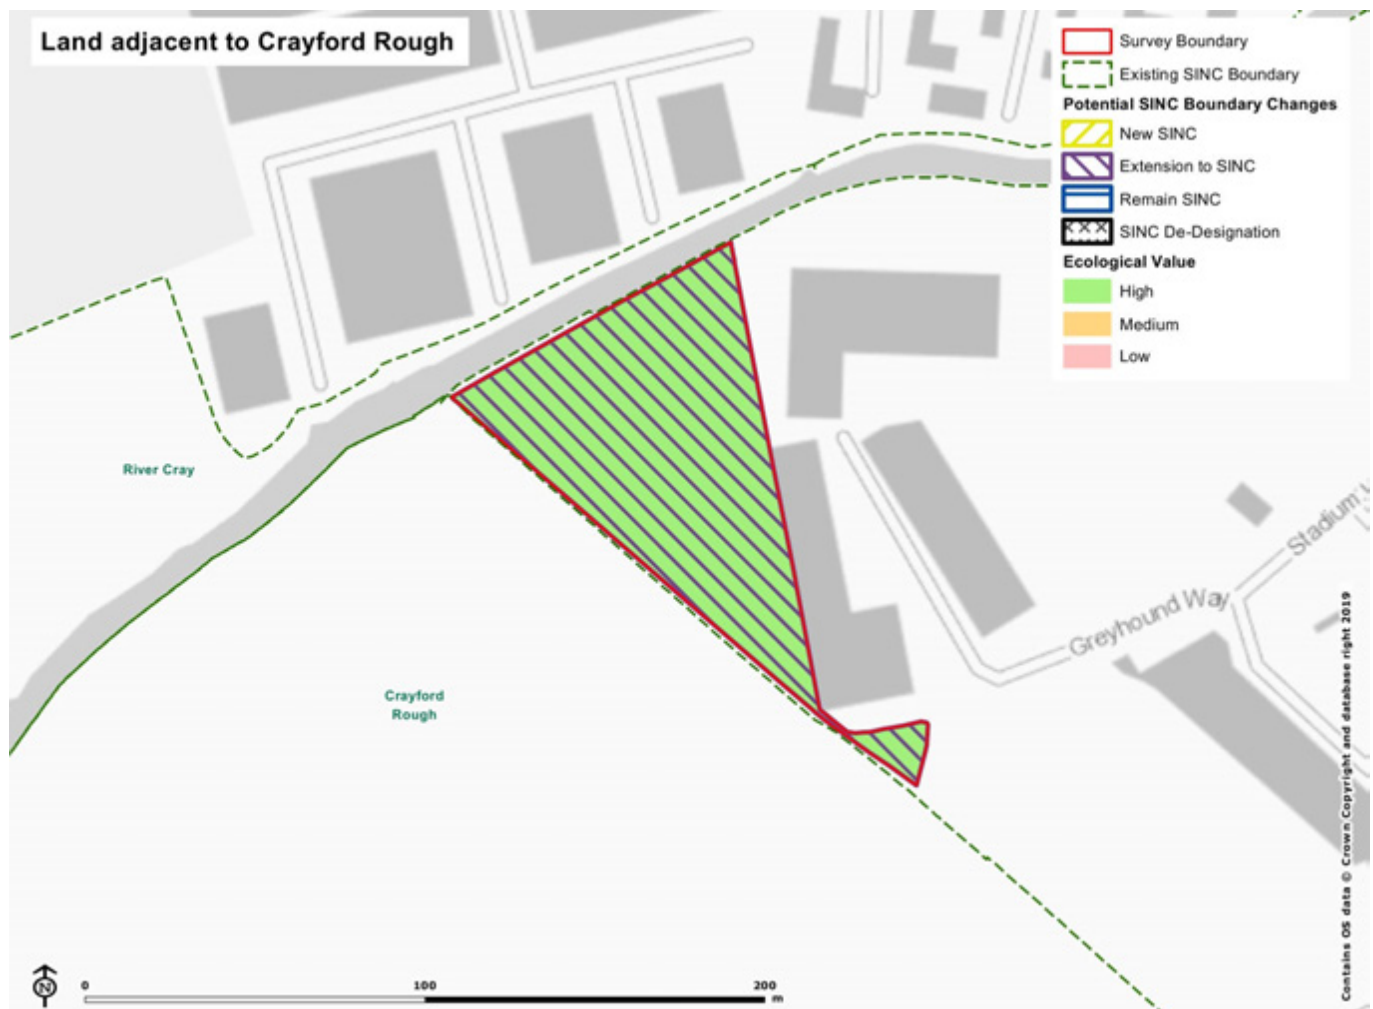 Land adjacent to Crayford Rough
Survey Boundary
Existing SINC Boundary
Potential SINC Boundary Changes
New SINC
Extension to SINC
Remain SINC
SINC De-Designation
Ecological Value
High
Medium
Low
River Cray
Crayford
Rough
Greyhound Way
Stadium
N
0
100
200
m
Contains OS data © Crown Copyright and database right 2019